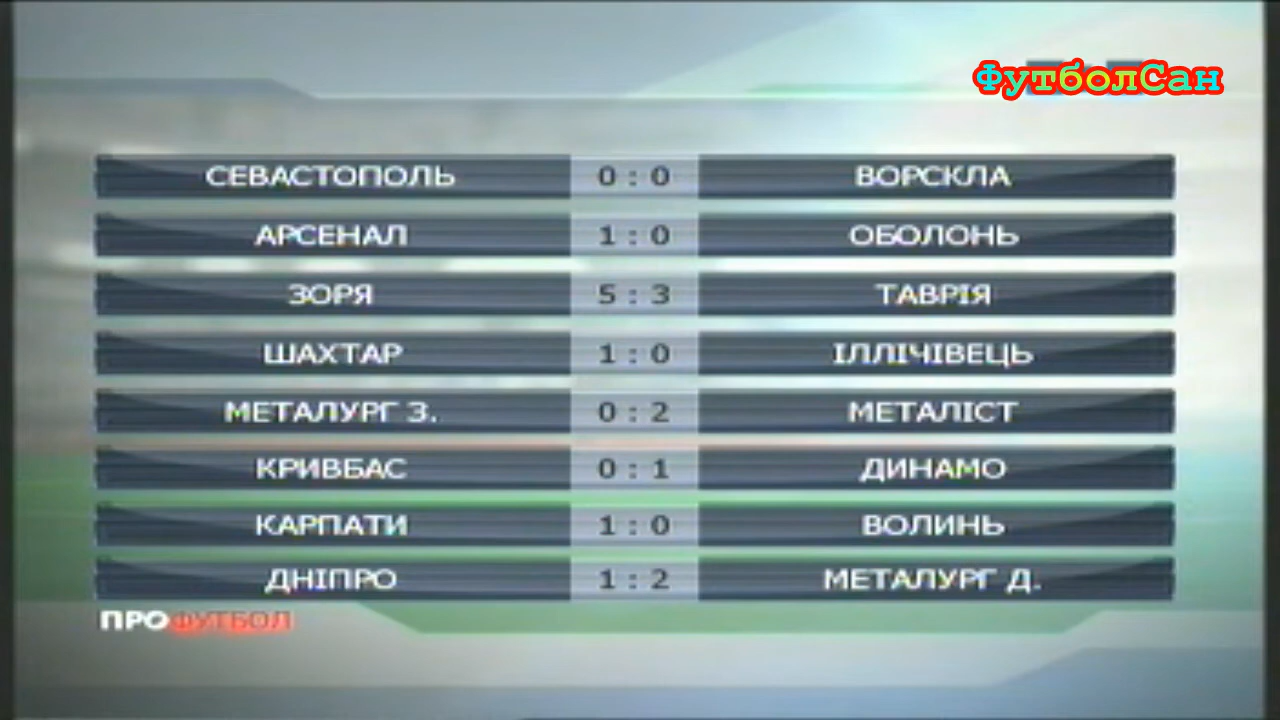 ФутболСан
СЕВАСТОПОЛЬ 0 : 0 ВОРСКЛА
АРСЕНАЛ 1 : 0 ОБОЛОНЬ
ЗОРЯ 5 : 3 ТАВРІЯ
ШАХТАР 1 : 0 ІЛЛІЧІВЕЦЬ
МЕТАЛУРГ З. 0 : 2 МЕТАЛІСТ
КРИВБАС 0 : 1 ДИНАМО
КАРПАТИ 1 : 0 ВОЛИНЬ
ДНІПРО 1 : 2 МЕТАЛУРГ Д.
ПРОФУТБОЛ